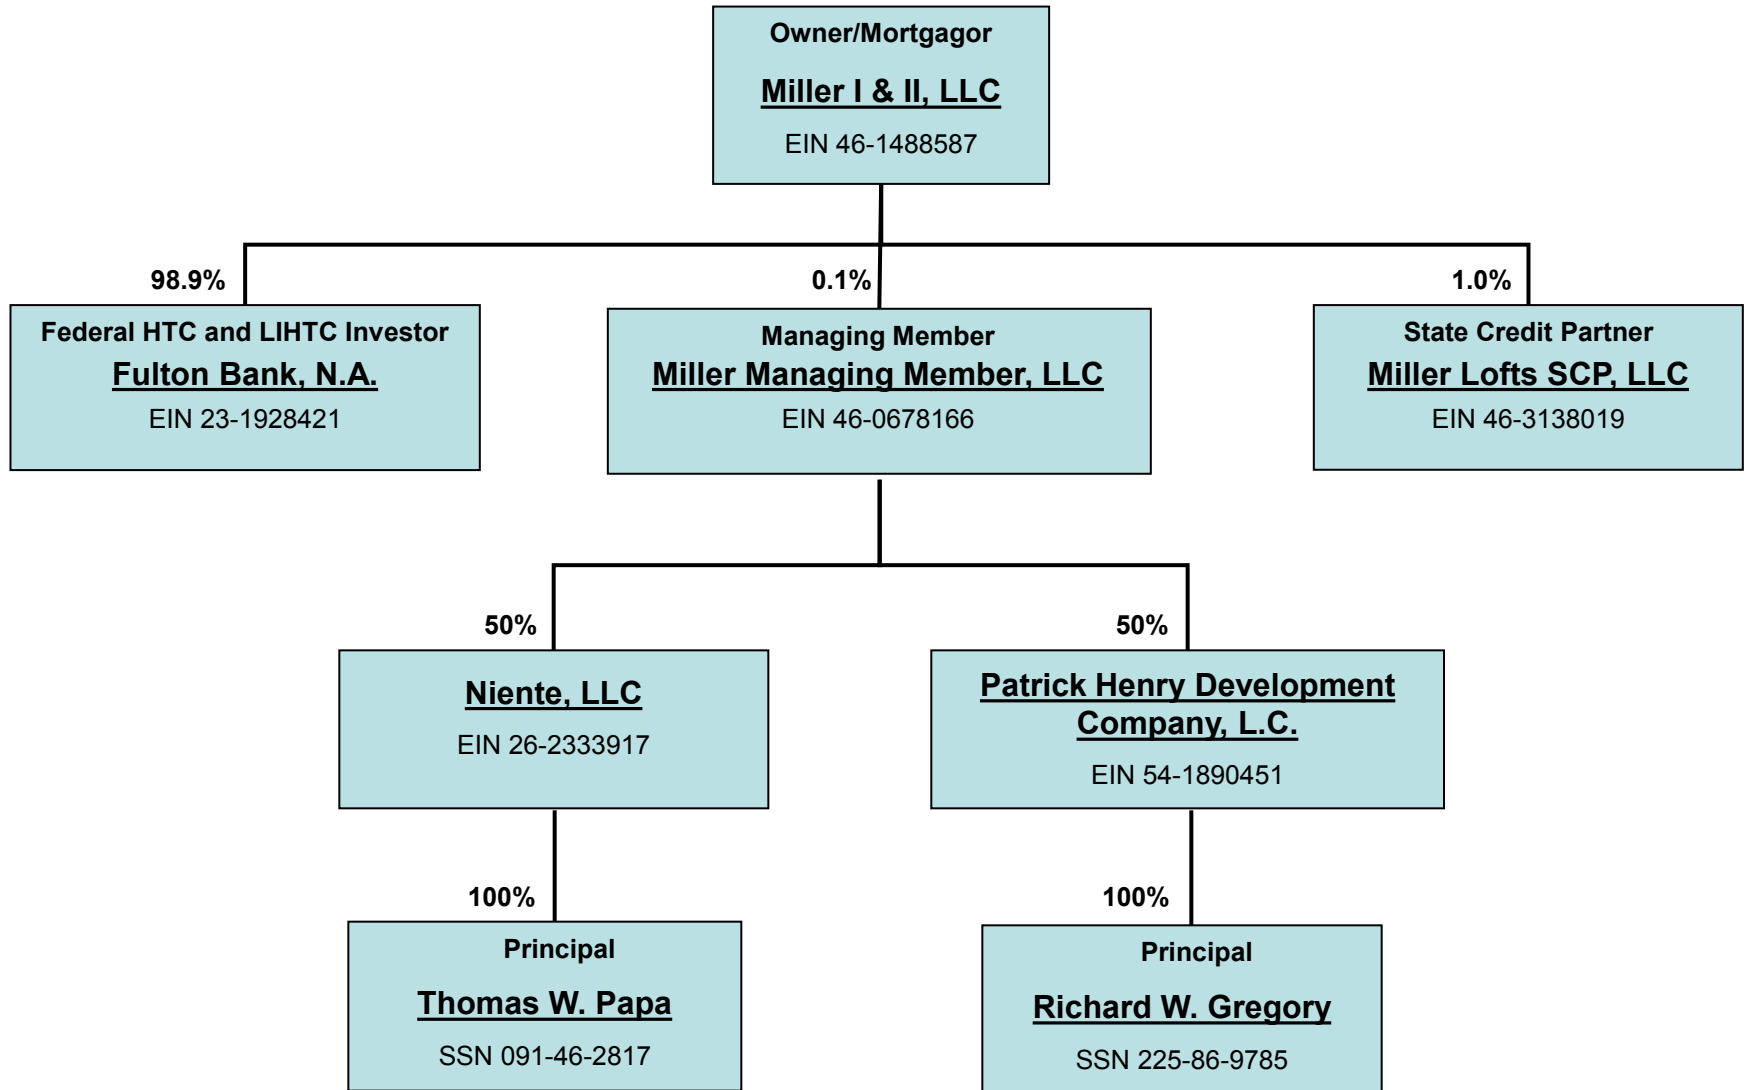 Owner/Mortgagor
Miller I & II, LLC
EIN 46-1488587
98.9%
0.1%
1.0%
Federal HTC and LIHTC Investor
Fulton Bank, N.A.
EIN 23-1928421
Managing Member
Miller Managing Member, LLC
EIN 46-0678166
State Credit Partner
Miller Lofts SCP, LLC
EIN 46-3138019
50%
50%
Niente, LLC
EIN 26-2333917
Patrick Henry Development
Company, L.C.
EIN 54-1890451
100%
100%
Principal
Thomas W. Papa
SSN 091-46-2817
Principal
Richard W. Gregory
SSN 225-86-9785